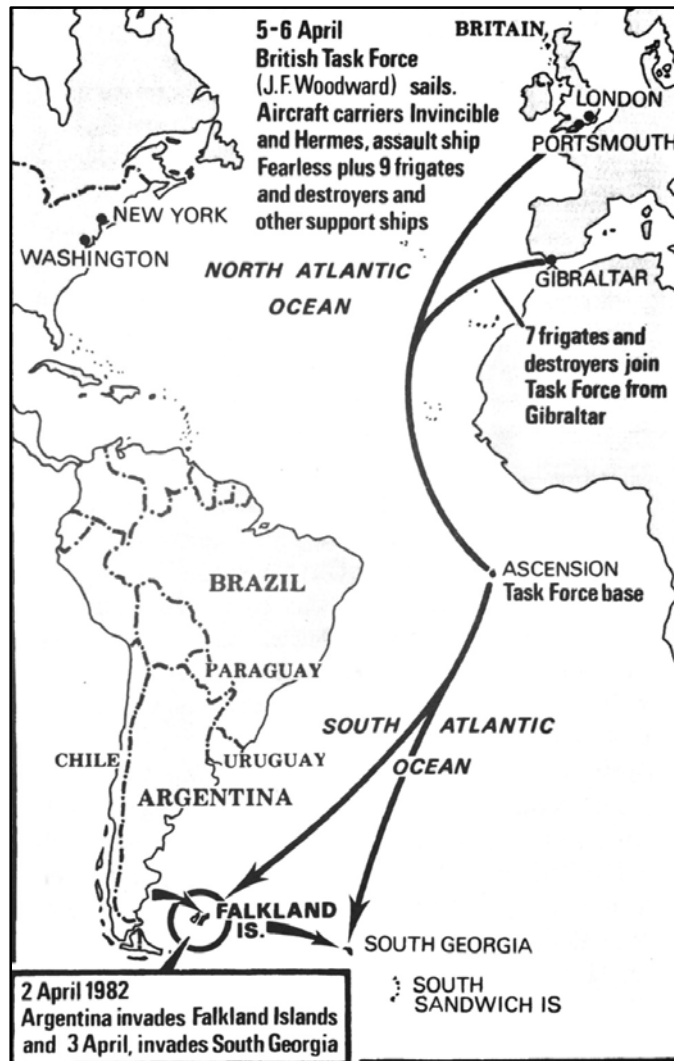 5-6 April
British Task Force
(J.F. Woodward) sails.
Aircraft carriers Invincible
and Hermes, assault ship
Fearless plus 9 frigates
and destroyers and
other support ships
BRITAIN
LONDON
PORTSMOUTH
NEW YORK
WASHINGTON
NORTH ATLANTIC
OCEAN
GIBRALTAR
7 frigates and
destroyers join
Task Force from
Gibraltar
ASCENSION
Task Force base
BRAZIL
PARAGUAY
SOUTH ATLANTIC
OCEAN
CHILE
URUGUAY
ARGENTINA
FALKLAND
IS.
SOUTH GEORGIA
SOUTH
SANDWICH IS
2 April 1982
Argentina invades Falkland Islands
and 3 April, invades South Georgia